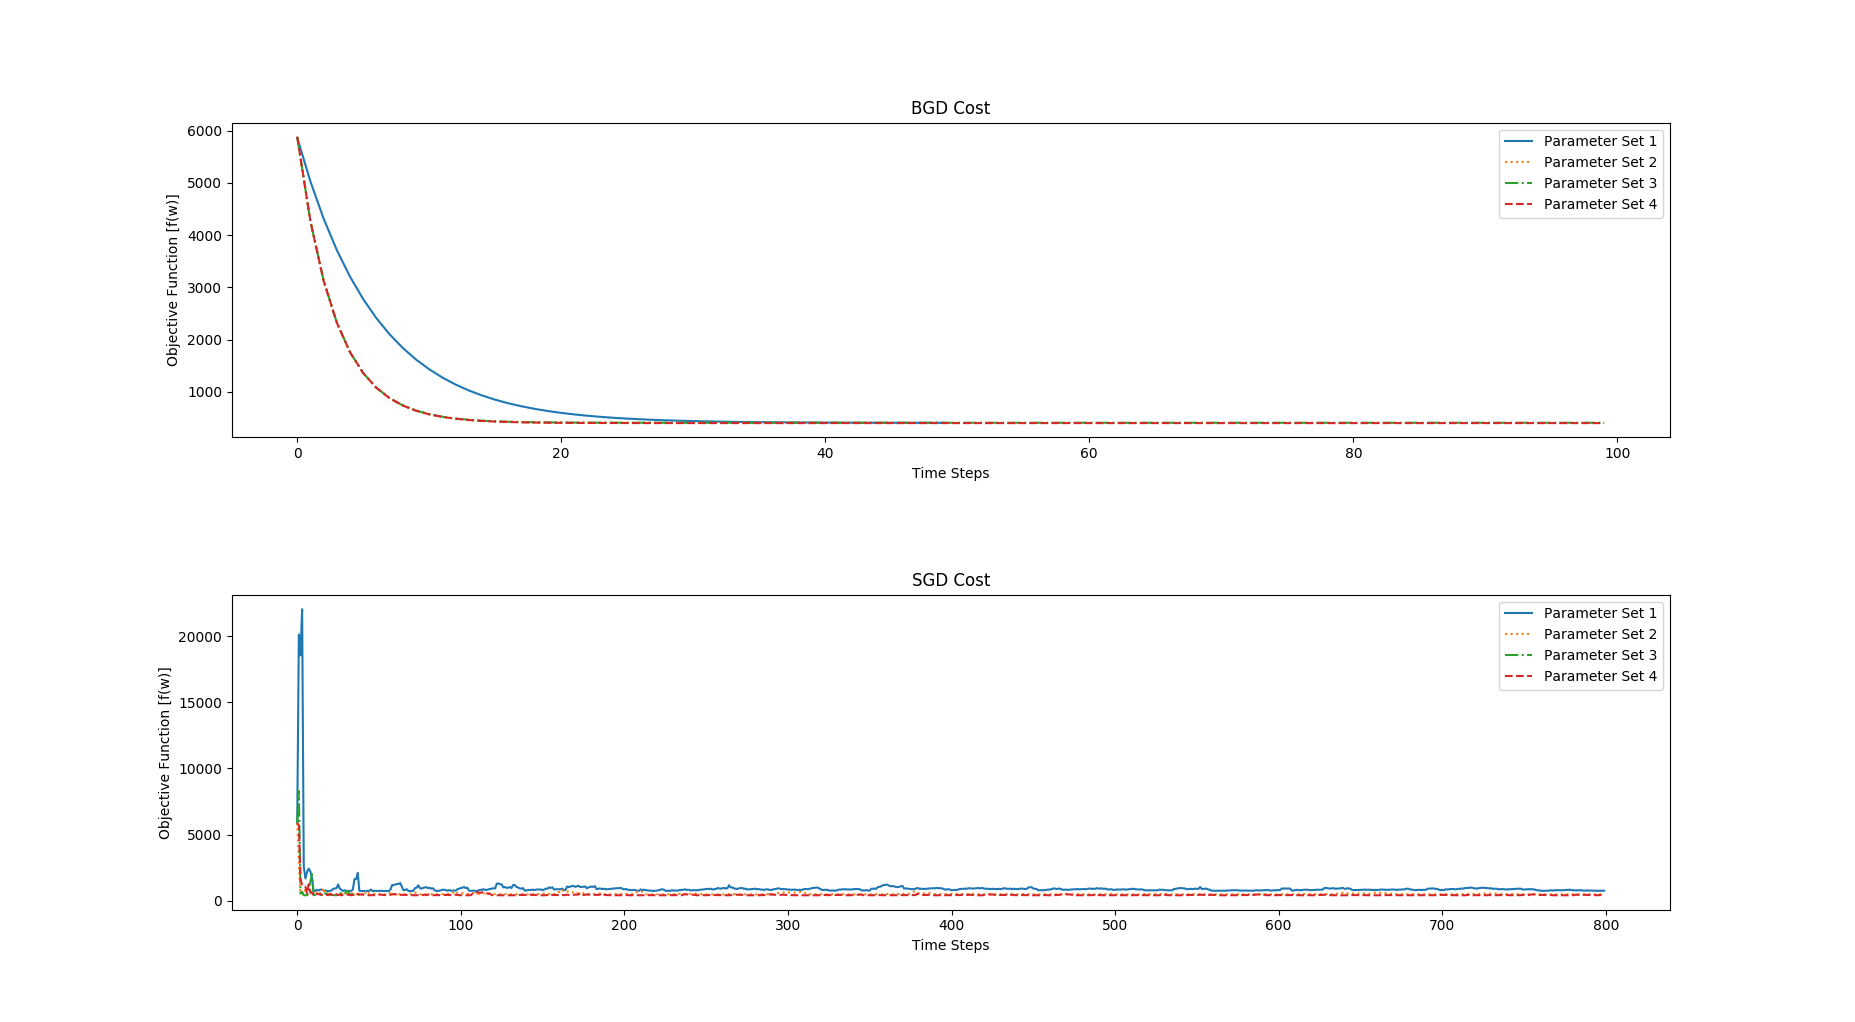 BGD Cost
6000
5000
4000
3000
2000
1000
Objective Function [f(w)]
Parameter Set 1
Parameter Set 2
Parameter Set 3
Parameter Set 4
0 20 40 60 80 100
Time Steps
SGD Cost
20000
15000
10000
5000
0
Objective Function [f(w)]
Parameter Set 1
Parameter Set 2
Parameter Set 3
Parameter Set 4
0 100 200 300 400 500 600 700 800
Time Steps